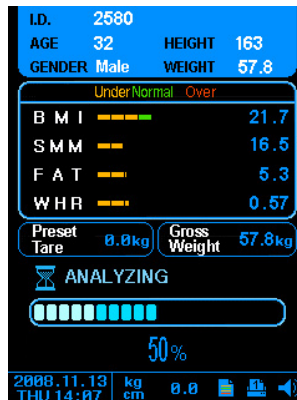 I.D. 2580
AGE 32 HEIGHT 163
GENDER Male WEIGHT 57.8
Under Normal Over
BMI 21.7
SMM 16.5
FAT 5.3
WHR 0.57
Preset Tare 0.0kg Gross Weight 57.8kg
ANALYZING
50%
2008.11.13 kg
THU 14:07 cm 0.0